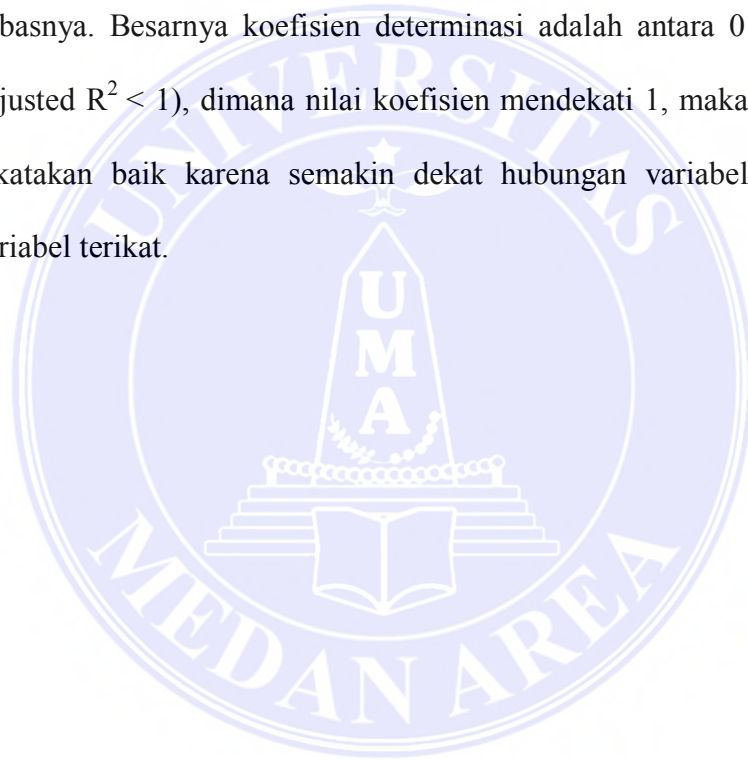 basnya. Besarnya koefisien determinasi adalah antara 0
justed R² < 1), dimana nilai koefisien mendekati 1, maka
katakan baik karena semakin dekat hubungan variabel
riabel terikat.
UNIVERSITAS
U
M
A
MEDAN AREA